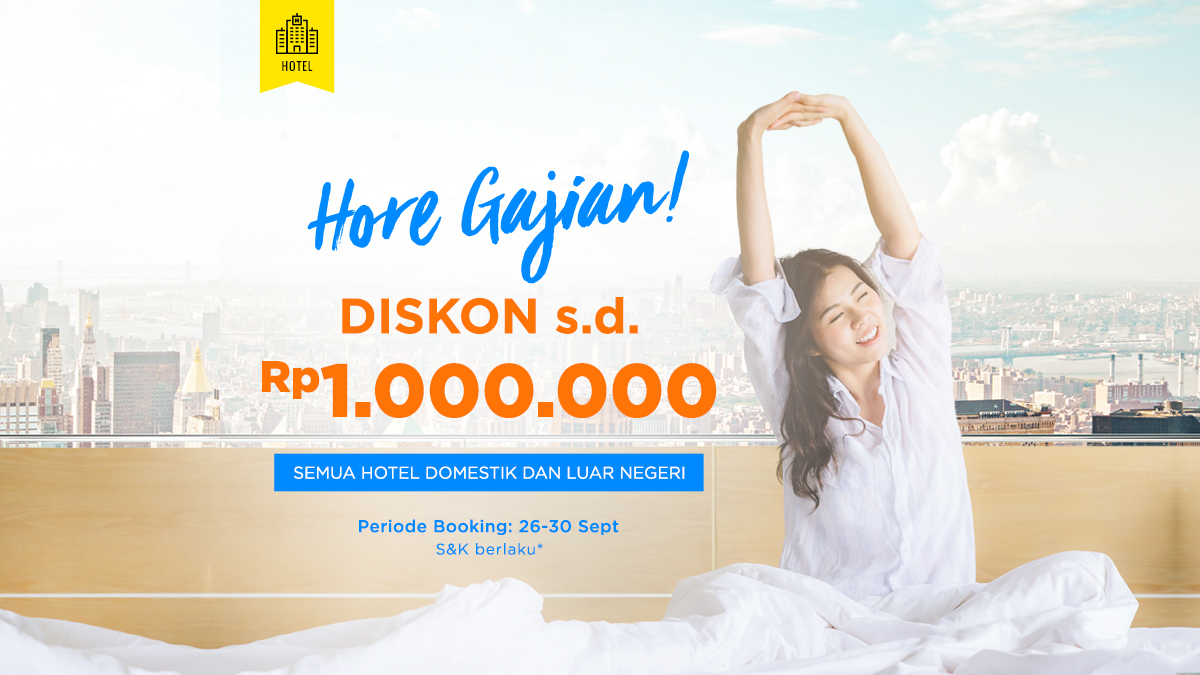 HOTEL
Hore Gajian!
DISKON s.d.
Rp1.000.000
SEMUA HOTEL DOMESTIK DAN LUAR NEGERI
Periode Booking: 26-30 Sept
S&K berlaku*